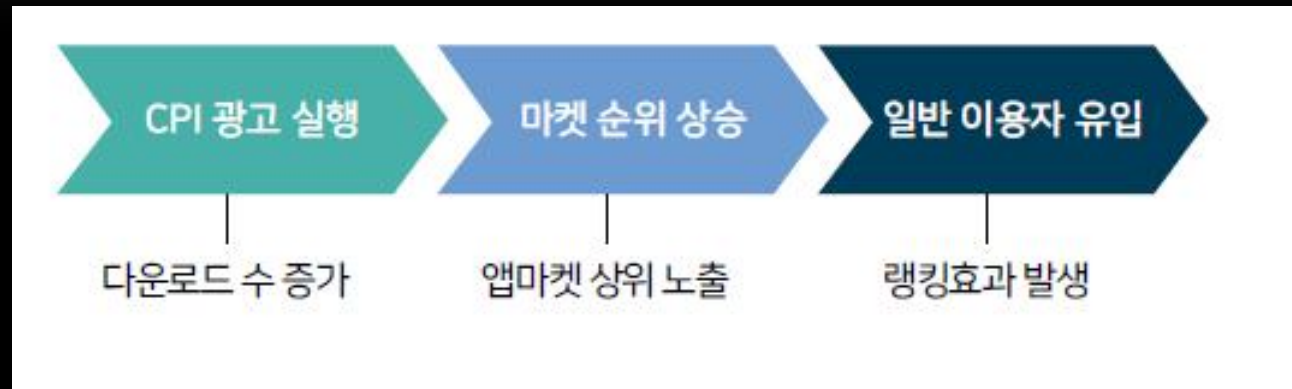 CPI 광고 실행
마켓 순위 상승
일반 이용자 유입
다운로드 수 증가
앱마켓 상위 노출
랭킹효과 발생